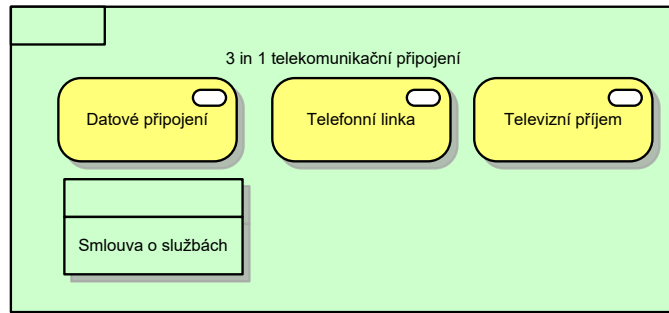 3 in 1 telekomunikační připojení
Datové připojení
Telefonní linka
Televizní příjem
Smlouva o službách